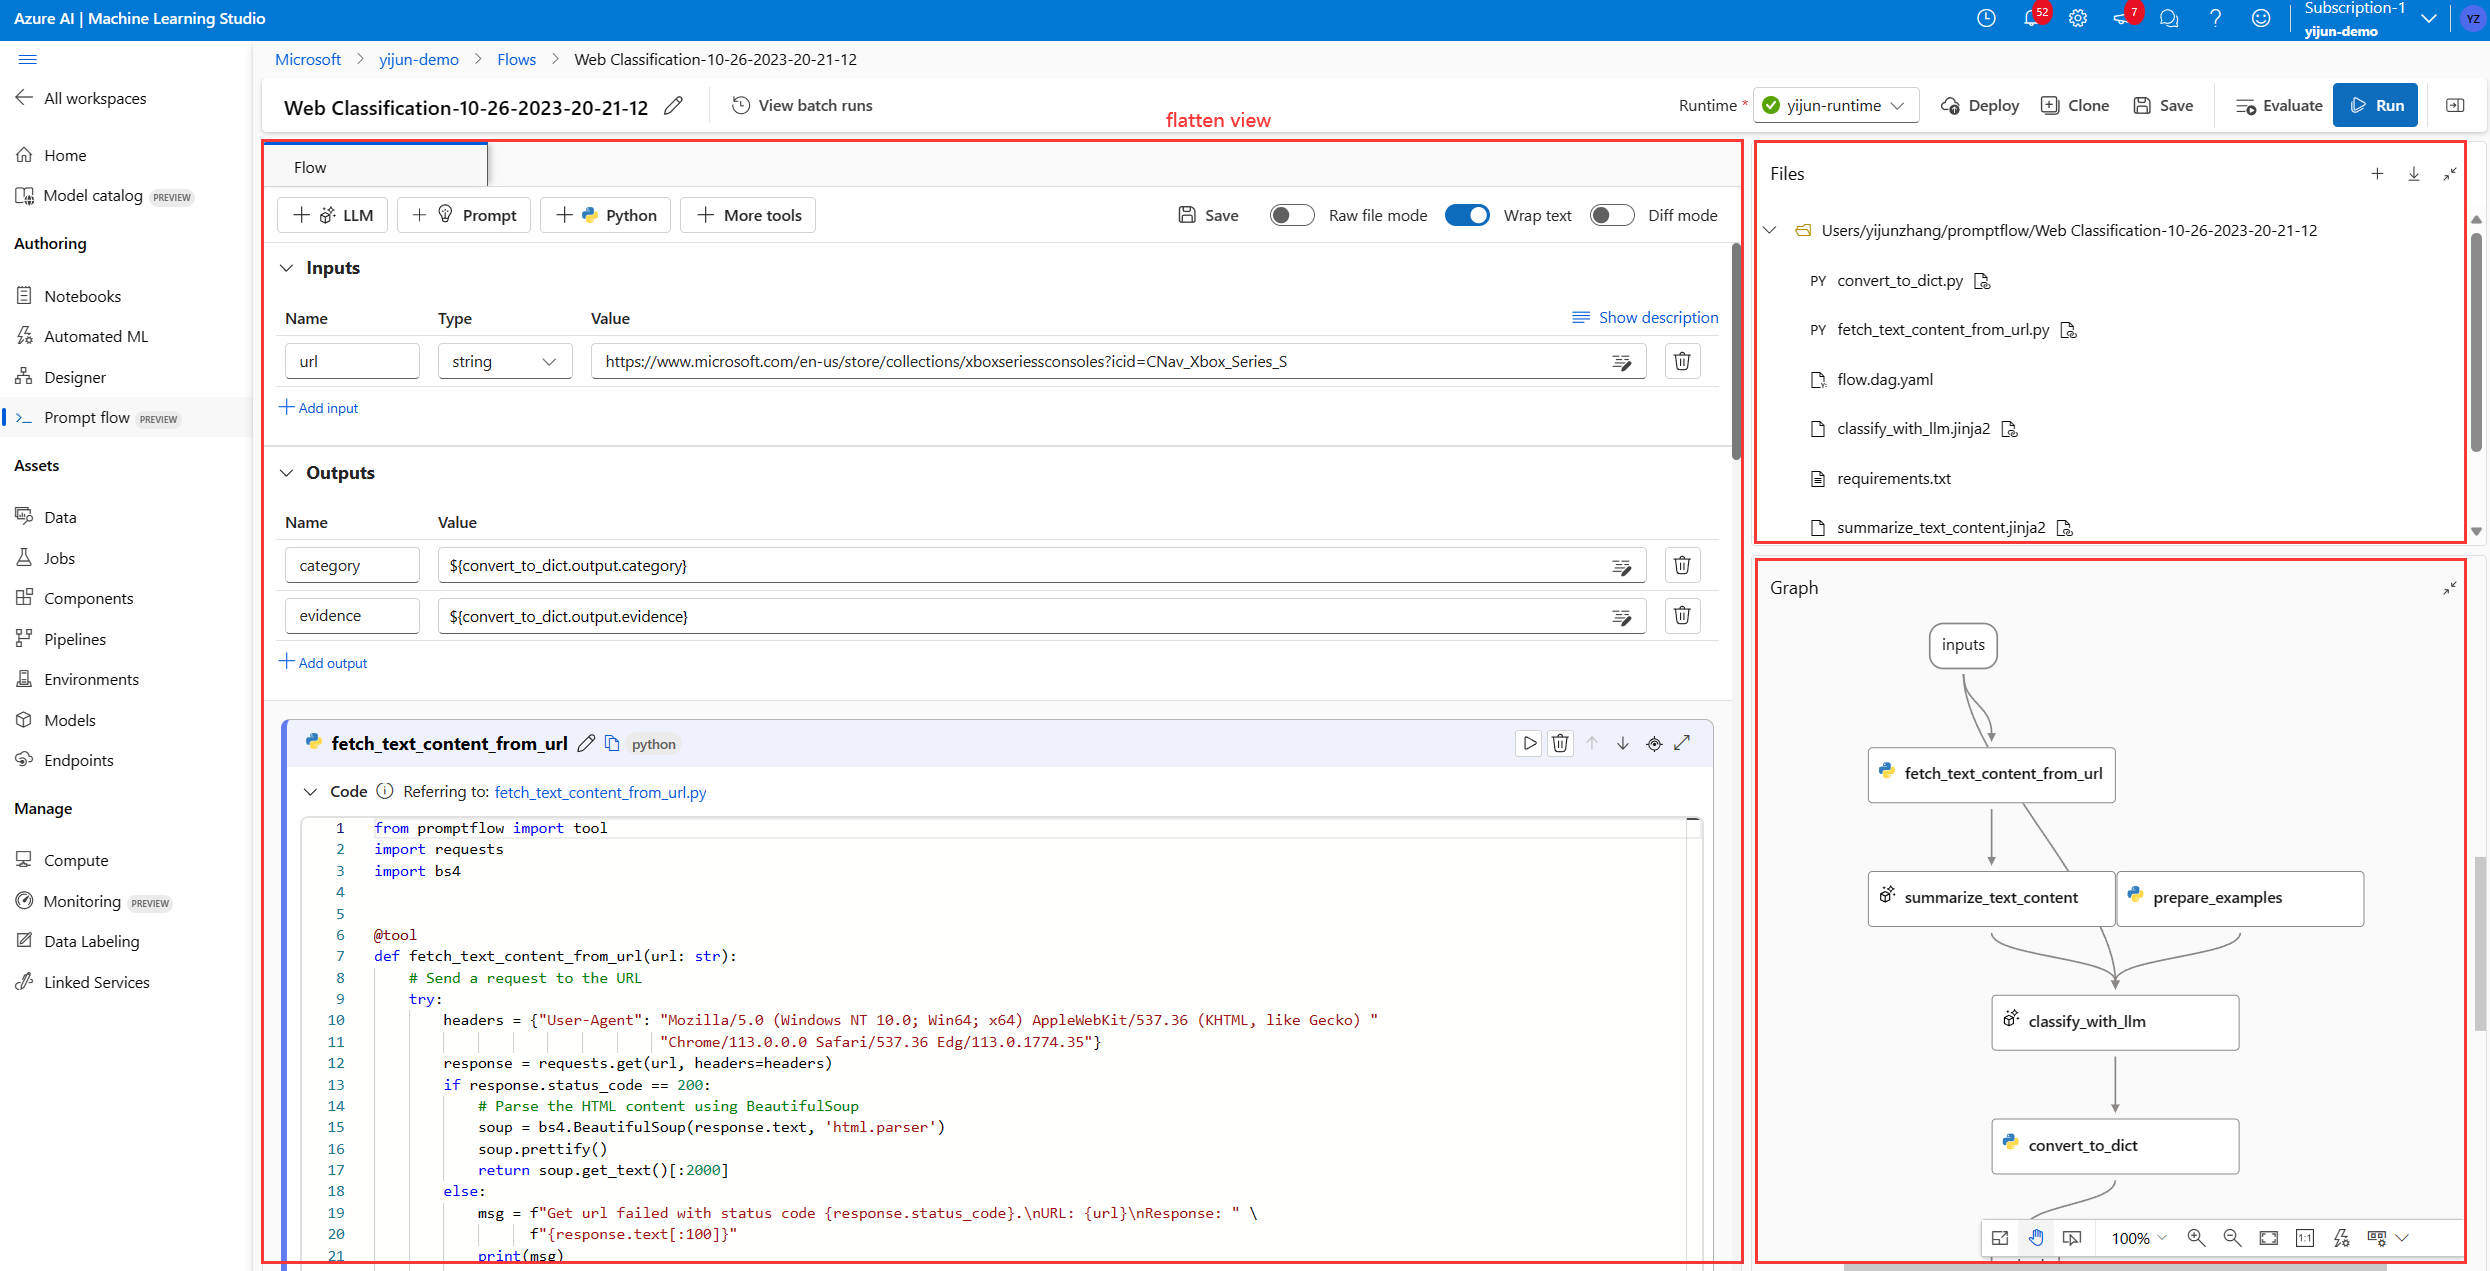 Azure AI | Machine Learning Studio
52
7
Subscription-1
yijun-demo
YZ
All workspaces
Home
Model catalog PREVIEW
Authoring
Notebooks
Automated ML
Designer
Prompt flow PREVIEW
Assets
Data
Jobs
Components
Pipelines
Environments
Models
Endpoints
Manage
Compute
Monitoring PREVIEW
Data Labeling
Linked Services
Microsoft > yijun-demo > Flows > Web Classification-10-26-2023-20-21-12
Web Classification-10-26-2023-20-21-12
View batch runs
flatten view
Runtime * yijun-runtime
Deploy
Clone
Save
Evaluate
Run
Flow
+ LLM
+ Prompt
+ Python
+ More tools
Save
Raw file mode
Wrap text
Diff mode
Inputs
Name Type Value
Show description
url string https://www.microsoft.com/en-us/store/collections/xboxseriessconsoles?icid=CNav_Xbox_Series_S
+ Add input
Outputs
Name Value
category ${convert_to_dict.output.category}
evidence ${convert_to_dict.output.evidence}
+ Add output
fetch_text_content_from_url python
Code Referring to: fetch_text_content_from_url.py
1 from promptflow import tool
2 import requests
3 import bs4
4
5
6 @tool
7 def fetch_text_content_from_url(url: str):
8 # Send a request to the URL
9 try:
10 headers = {"User-Agent": "Mozilla/5.0 (Windows NT 10.0; Win64; x64) AppleWebKit/537.36 (KHTML, like Gecko) "
11 "Chrome/113.0.0.0 Safari/537.36 Edg/113.0.1774.35"}
12 response = requests.get(url, headers=headers)
13 if response.status_code == 200:
14 # Parse the HTML content using BeautifulSoup
15 soup = bs4.BeautifulSoup(response.text, 'html.parser')
16 soup.prettify()
17 return soup.get_text()[:2000]
18 else:
19 msg = f"Get url failed with status code {response.status_code}.\nURL: {url}\nResponse: " \
20 f"{response.text[:100]}"
21 print(msg)
Files
Users/yijunzhang/promptflow/Web Classification-10-26-2023-20-21-12
PY convert_to_dict.py
PY fetch_text_content_from_url.py
flow.dag.yaml
classify_with_llm.jinja2
requirements.txt
summarize_text_content.jinja2
Graph
inputs
fetch_text_content_from_url
summarize_text_content
prepare_examples
classify_with_llm
convert_to_dict
100%
1:1